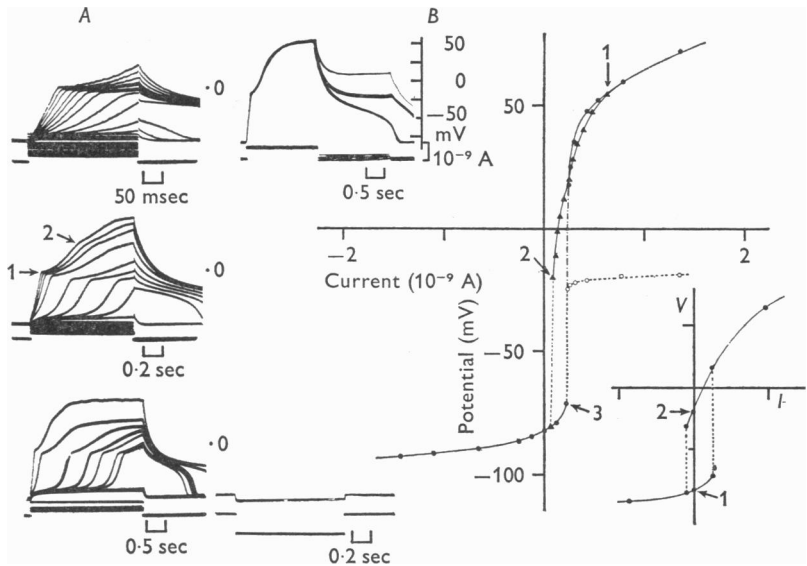 A
B
· 0
50 msec
50
0
−50
mV
10⁻⁹ A
0·5 sec
1
2
· 0
0·2 sec
· 0
0·5 sec
0·2 sec
1
50
−2
2
Current (10⁻⁹ A)
2
Potential (mV)
−50
3
−100
V
I
2
1